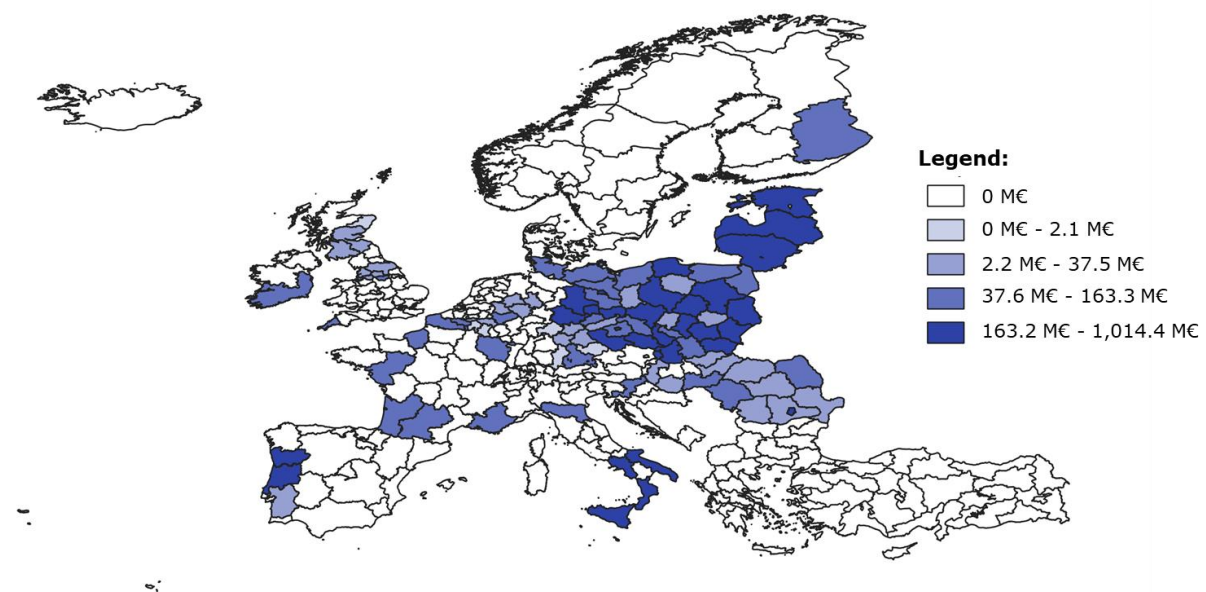 Legend:
0 M€
0 M€ - 2.1 M€
2.2 M€ - 37.5 M€
37.6 M€ - 163.3 M€
163.2 M€ - 1,014.4 M€